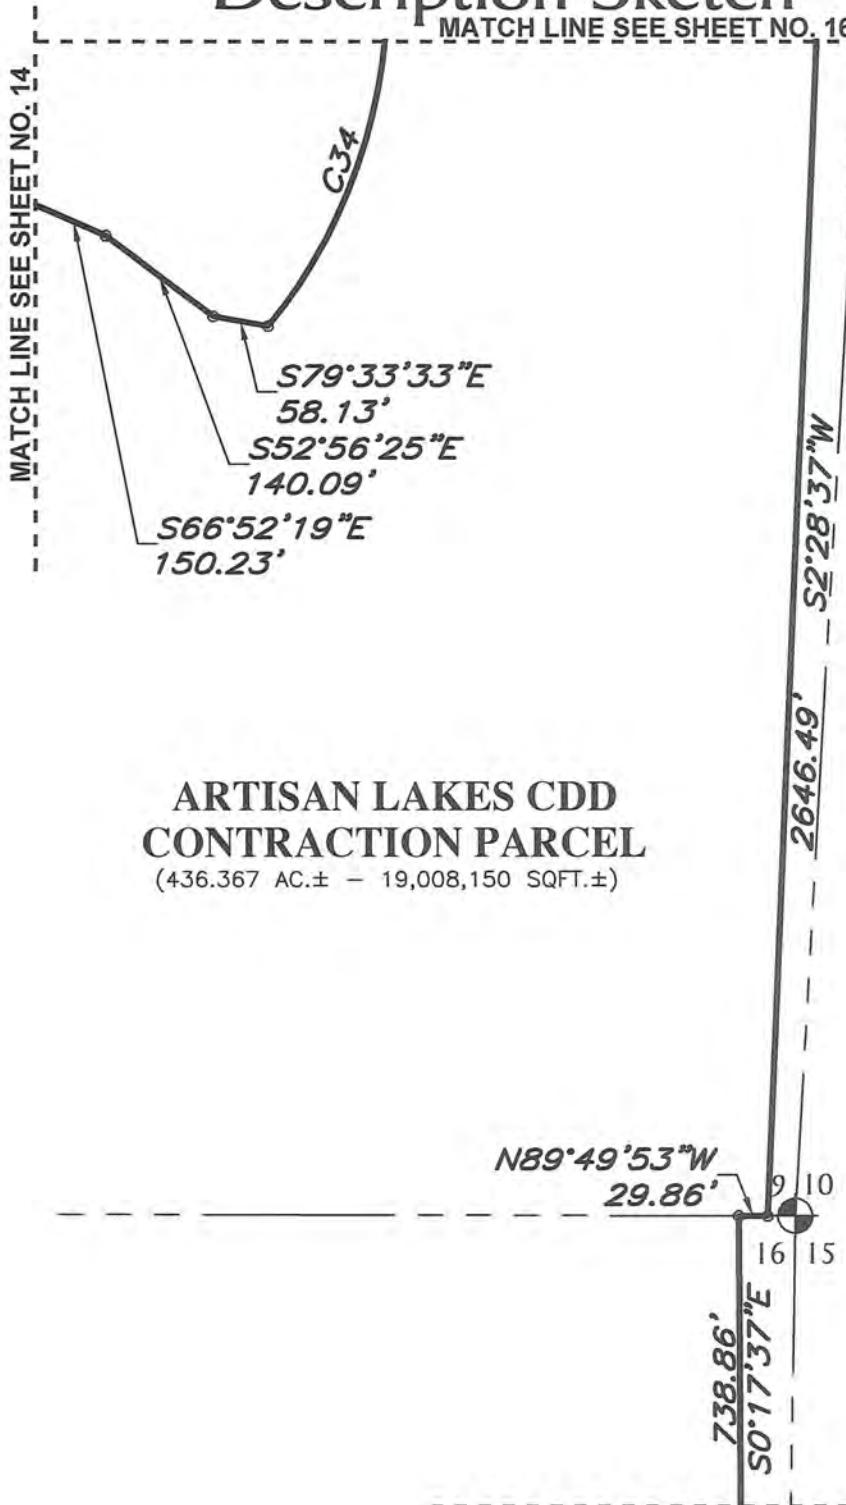 Description Sketch
MATCH LINE SEE SHEET NO. 16
MATCH LINE SEE SHEET NO. 14
C34
S79°33'33"E
58.13'
S52°56'25"E
140.09'
S66°52'19"E
150.23'
S2°28'37"W
2646.49'
ARTISAN LAKES CDD
CONTRACTION PARCEL
(436.367 AC.± – 19,008,150 SQFT.±)
N89°49'53"W
29.86'
9 10
16 15
738.86'
S0°17'37"E